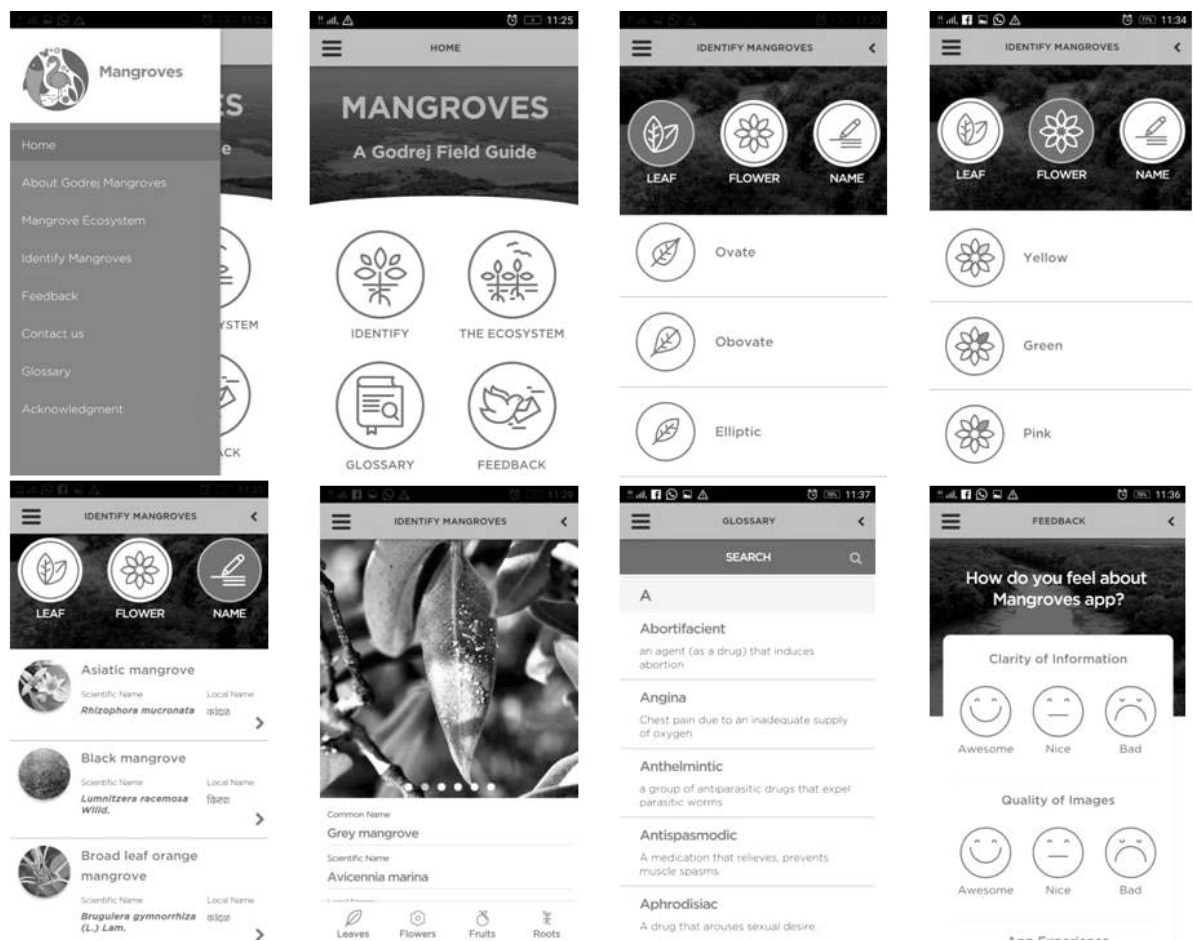 Mangroves
Home
About Godrej Mangroves
Mangrove Ecosystem
Identify Mangroves
Feedback
Contact us
Glossary
Acknowledgment
ES
e
YSTEM
ACK
11:25
HOME
MANGROVES
A Godrej Field Guide
IDENTIFY
THE ECOSYSTEM
GLOSSARY
FEEDBACK
IDENTIFY MANGROVES
LEAF
FLOWER
NAME
Ovate
Obovate
Elliptic
11:34
IDENTIFY MANGROVES
LEAF
FLOWER
NAME
Yellow
Green
Pink
IDENTIFY MANGROVES
LEAF
FLOWER
NAME
Asiatic mangrove
Scientific Name Local Name
Rhizophora mucronata कांदळ
Black mangrove
Scientific Name Local Name
Lumnitzera racemosa
Willd.
Broad leaf orange
mangrove
Scientific Name Local Name
Bruguiera gymnorrhiza
(L.) Lam.
11:29
IDENTIFY MANGROVES
Common Name
Grey mangrove
Scientific Name
Avicennia marina
Leaves Flowers Fruits Roots
11:37
GLOSSARY
SEARCH
A
Abortifacient
an agent (as a drug) that induces
abortion
Angina
Chest pain due to an inadequate supply
of oxygen
Anthelmintic
a group of antiparasitic drugs that expel
parasitic worms
Antispasmodic
A medication that relieves, prevents
muscle spasms
Aphrodisiac
A drug that arouses sexual desire
11:36
FEEDBACK
How do you feel about
Mangroves app?
Clarity of Information
Awesome Nice Bad
Quality of Images
Awesome Nice Bad
App Experience